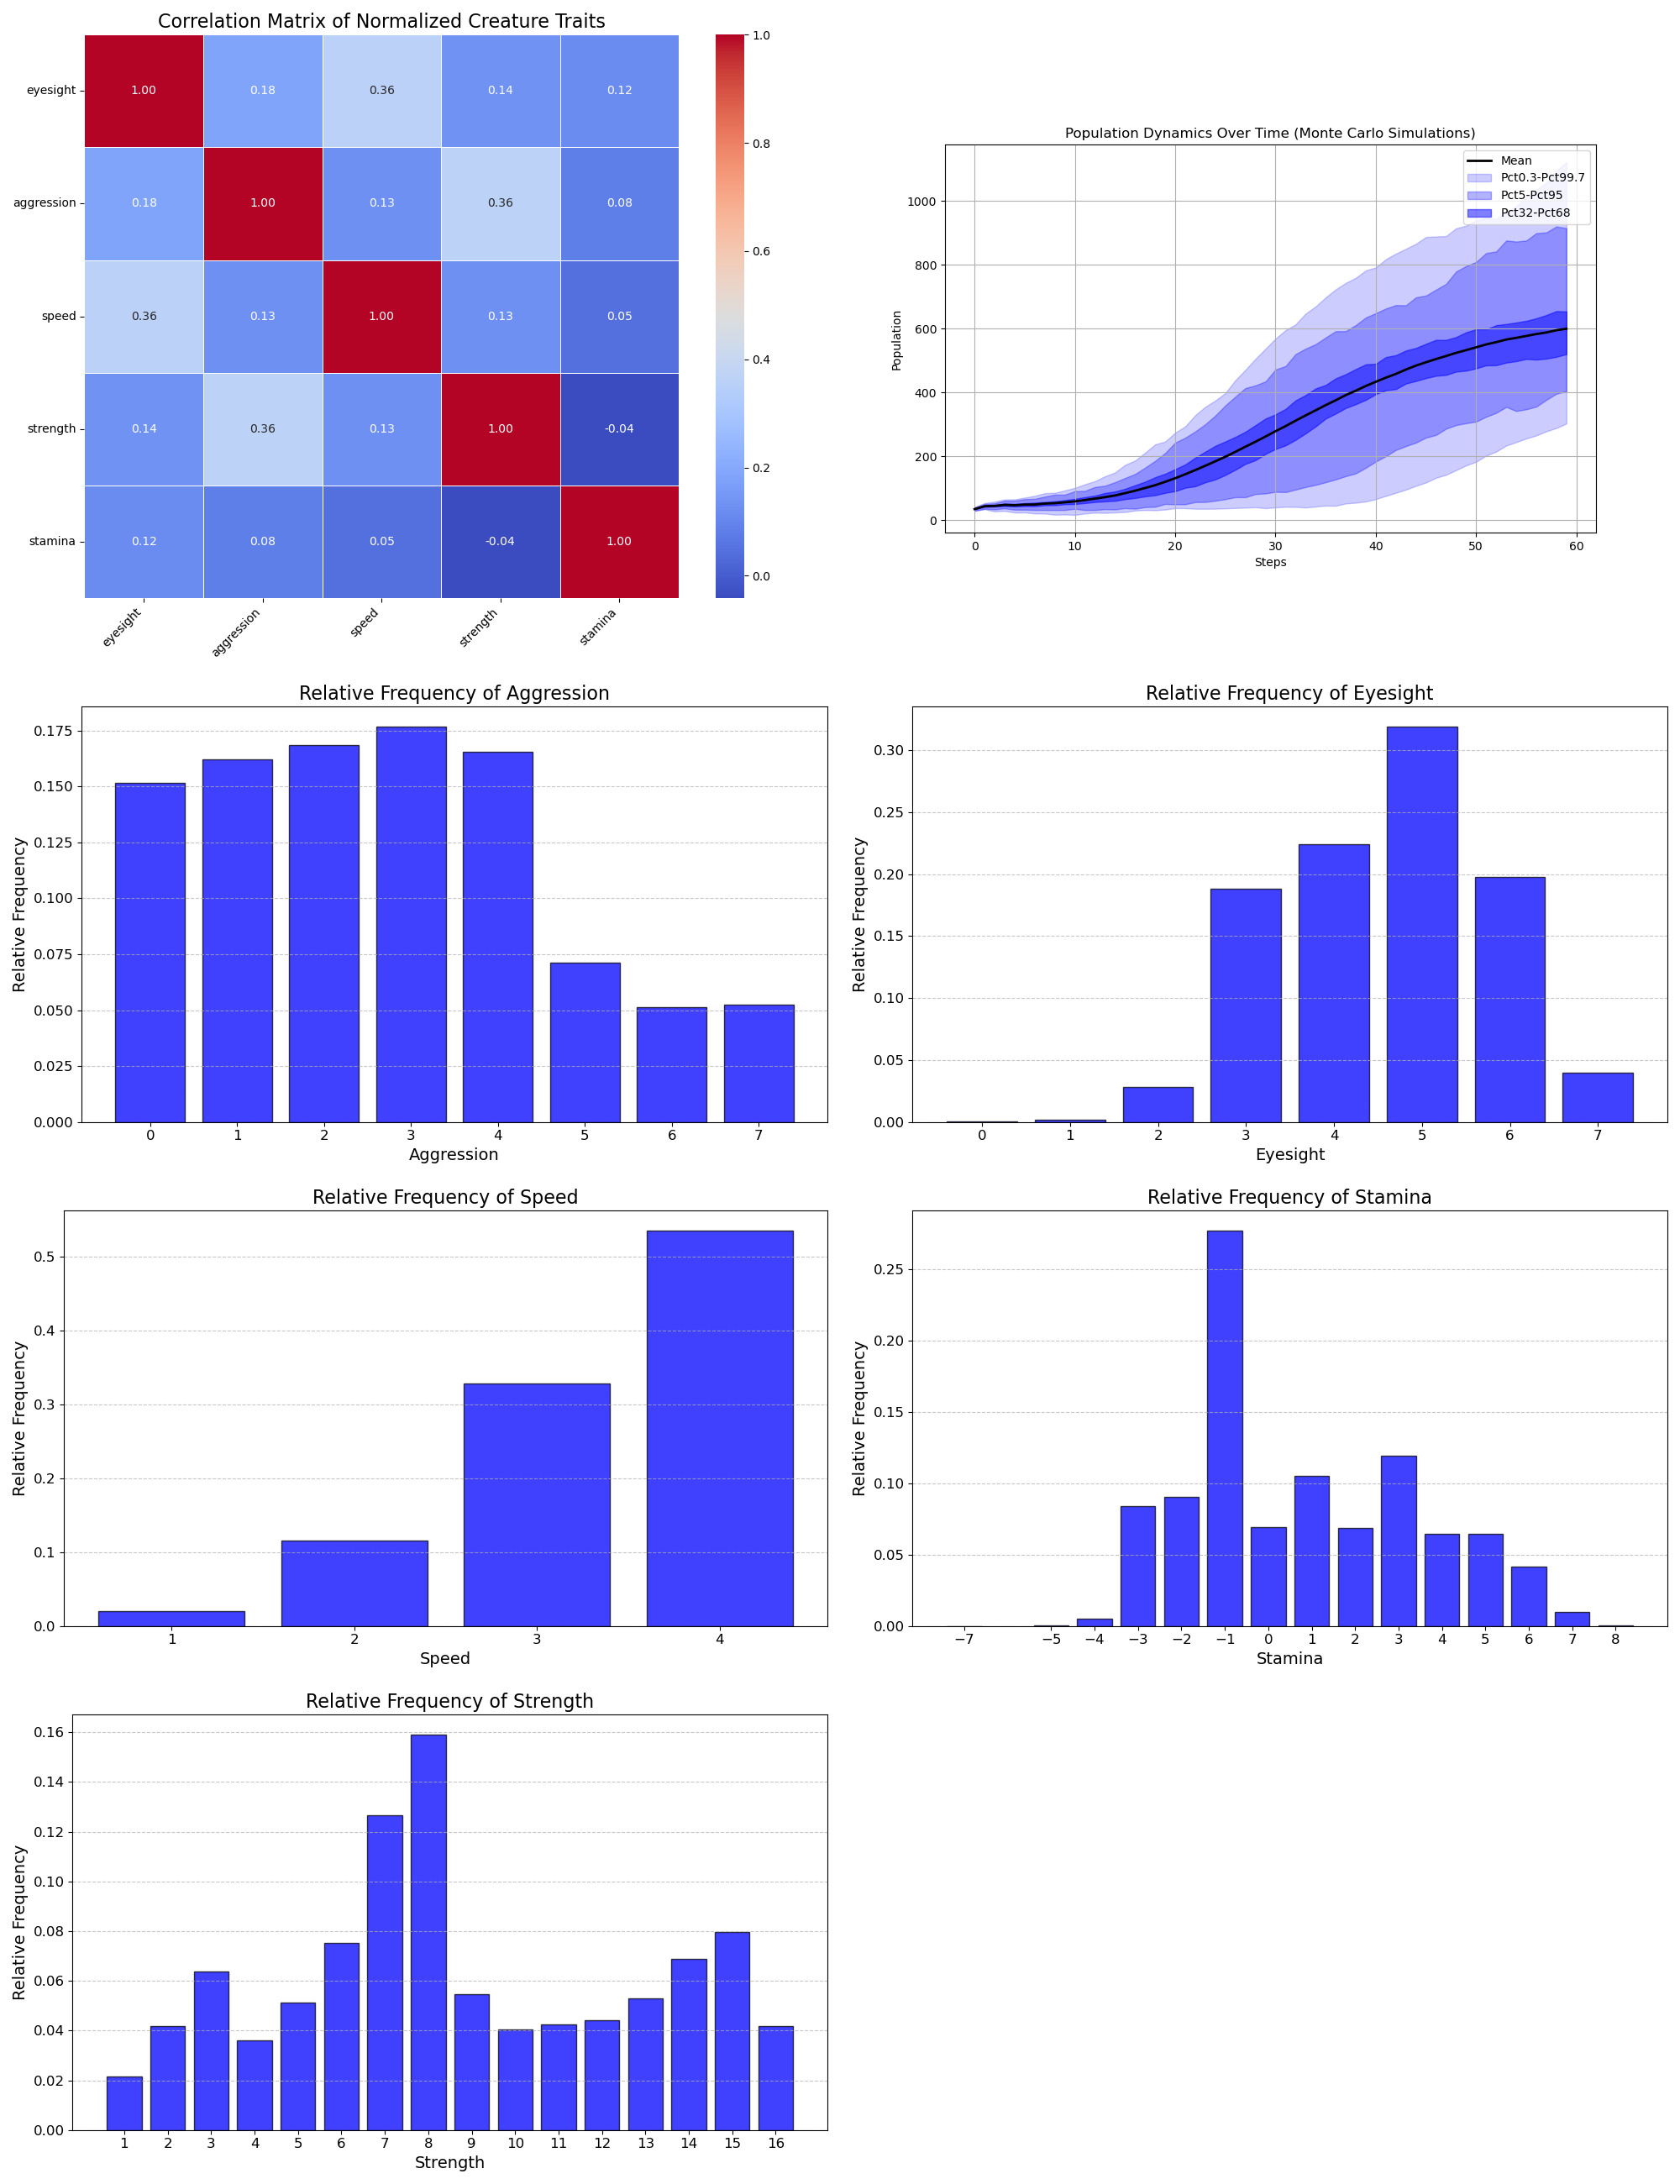 Correlation Matrix of Normalized Creature Traits
eyesight
aggression
speed
strength
stamina
1.00 0.18 0.36 0.14 0.12
0.18 1.00 0.13 0.36 0.08
0.36 0.13 1.00 0.13 0.05
0.14 0.36 0.13 1.00 -0.04
0.12 0.08 0.05 -0.04 1.00
eyesight aggression speed strength stamina
1.0
0.8
0.6
0.4
0.2
0.0
Population Dynamics Over Time (Monte Carlo Simulations)
Mean
Pct0.3-Pct99.7
Pct5-Pct95
Pct32-Pct68
Population
1000
800
600
400
200
0
0 10 20 30 40 50 60
Steps
Relative Frequency of Aggression
Relative Frequency
0.175
0.150
0.125
0.100
0.075
0.050
0.025
0.000
0 1 2 3 4 5 6 7
Aggression
Relative Frequency of Eyesight
Relative Frequency
0.30
0.25
0.20
0.15
0.10
0.05
0.00
0 1 2 3 4 5 6 7
Eyesight
Relative Frequency of Speed
Relative Frequency
0.5
0.4
0.3
0.2
0.1
0.0
1 2 3 4
Speed
Relative Frequency of Stamina
Relative Frequency
0.25
0.20
0.15
0.10
0.05
0.00
−7 −5 −4 −3 −2 −1 0 1 2 3 4 5 6 7 8
Stamina
Relative Frequency of Strength
Relative Frequency
0.16
0.14
0.12
0.10
0.08
0.06
0.04
0.02
0.00
1 2 3 4 5 6 7 8 9 10 11 12 13 14 15 16
Strength